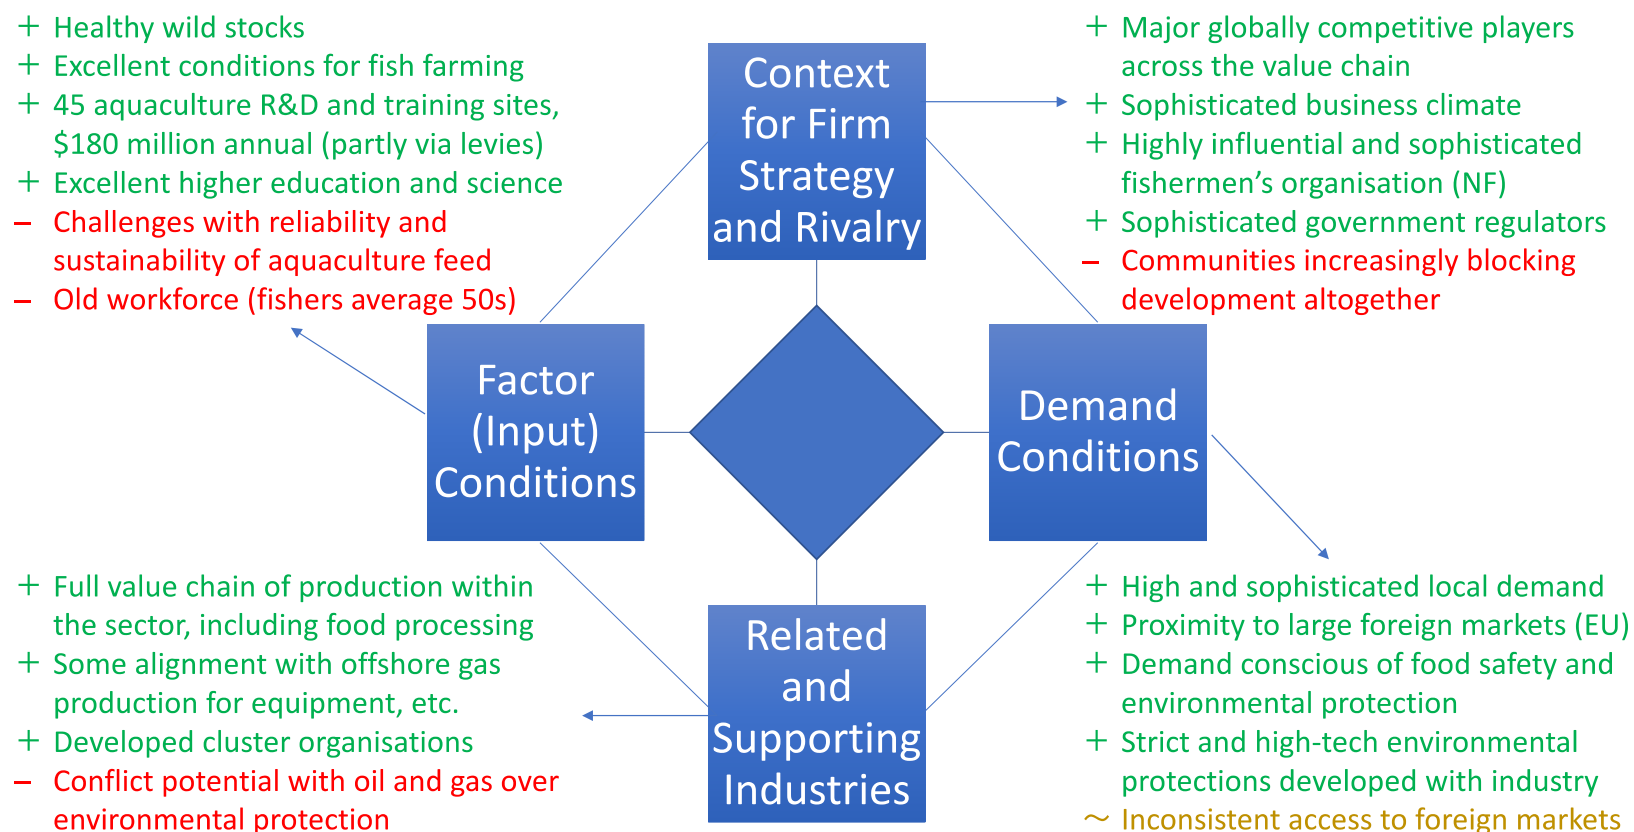 + Healthy wild stocks
+ Excellent conditions for fish farming
+ 45 aquaculture R&D and training sites,
$180 million annual (partly via levies)
+ Excellent higher education and science
– Challenges with reliability and
sustainability of aquaculture feed
– Old workforce (fishers average 50s)
Context
for Firm
Strategy
and Rivalry
+ Major globally competitive players
across the value chain
+ Sophisticated business climate
+ Highly influential and sophisticated
fishermen’s organisation (NF)
+ Sophisticated government regulators
– Communities increasingly blocking
development altogether
Factor
(Input)
Conditions
Demand
Conditions
+ Full value chain of production within
the sector, including food processing
+ Some alignment with offshore gas
production for equipment, etc.
+ Developed cluster organisations
– Conflict potential with oil and gas over
environmental protection
Related
and
Supporting
Industries
+ High and sophisticated local demand
+ Proximity to large foreign markets (EU)
+ Demand conscious of food safety and
environmental protection
+ Strict and high-tech environmental
protections developed with industry
~ Inconsistent access to foreign markets